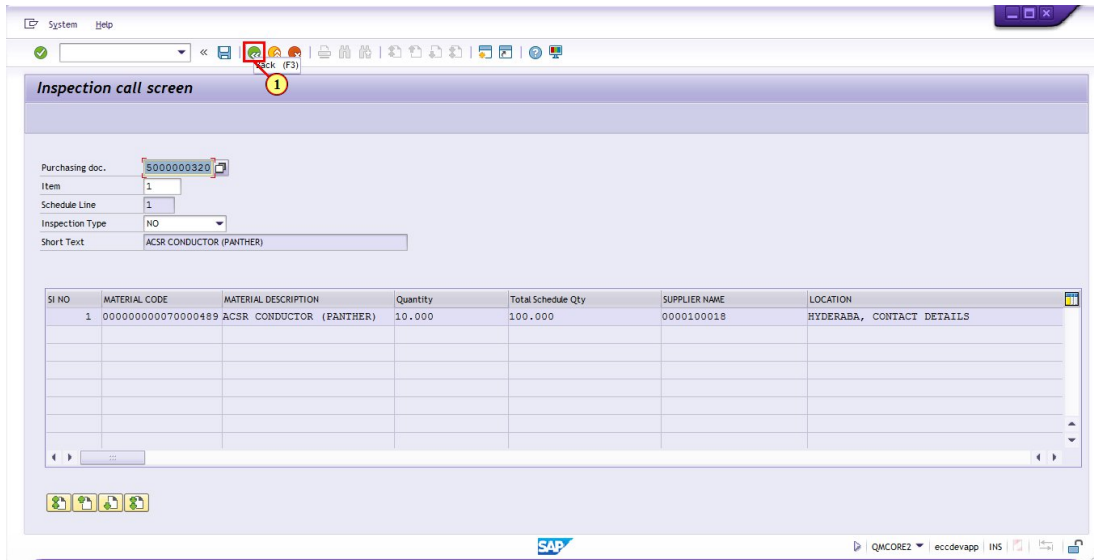 System Help
Back (F3)
1
Inspection call screen
Purchasing doc. 5000000320
Item 1
Schedule Line 1
Inspection Type NO
Short Text ACSR CONDUCTOR (PANTHER)
SI NO MATERIAL CODE MATERIAL DESCRIPTION Quantity Total Schedule Qty SUPPLIER NAME LOCATION
1 000000000070000489 ACSR CONDUCTOR (PANTHER) 10.000 100.000 0000100018 HYDERABA, CONTACT DETAILS
SAP QMCORE2 eccdevapp INS